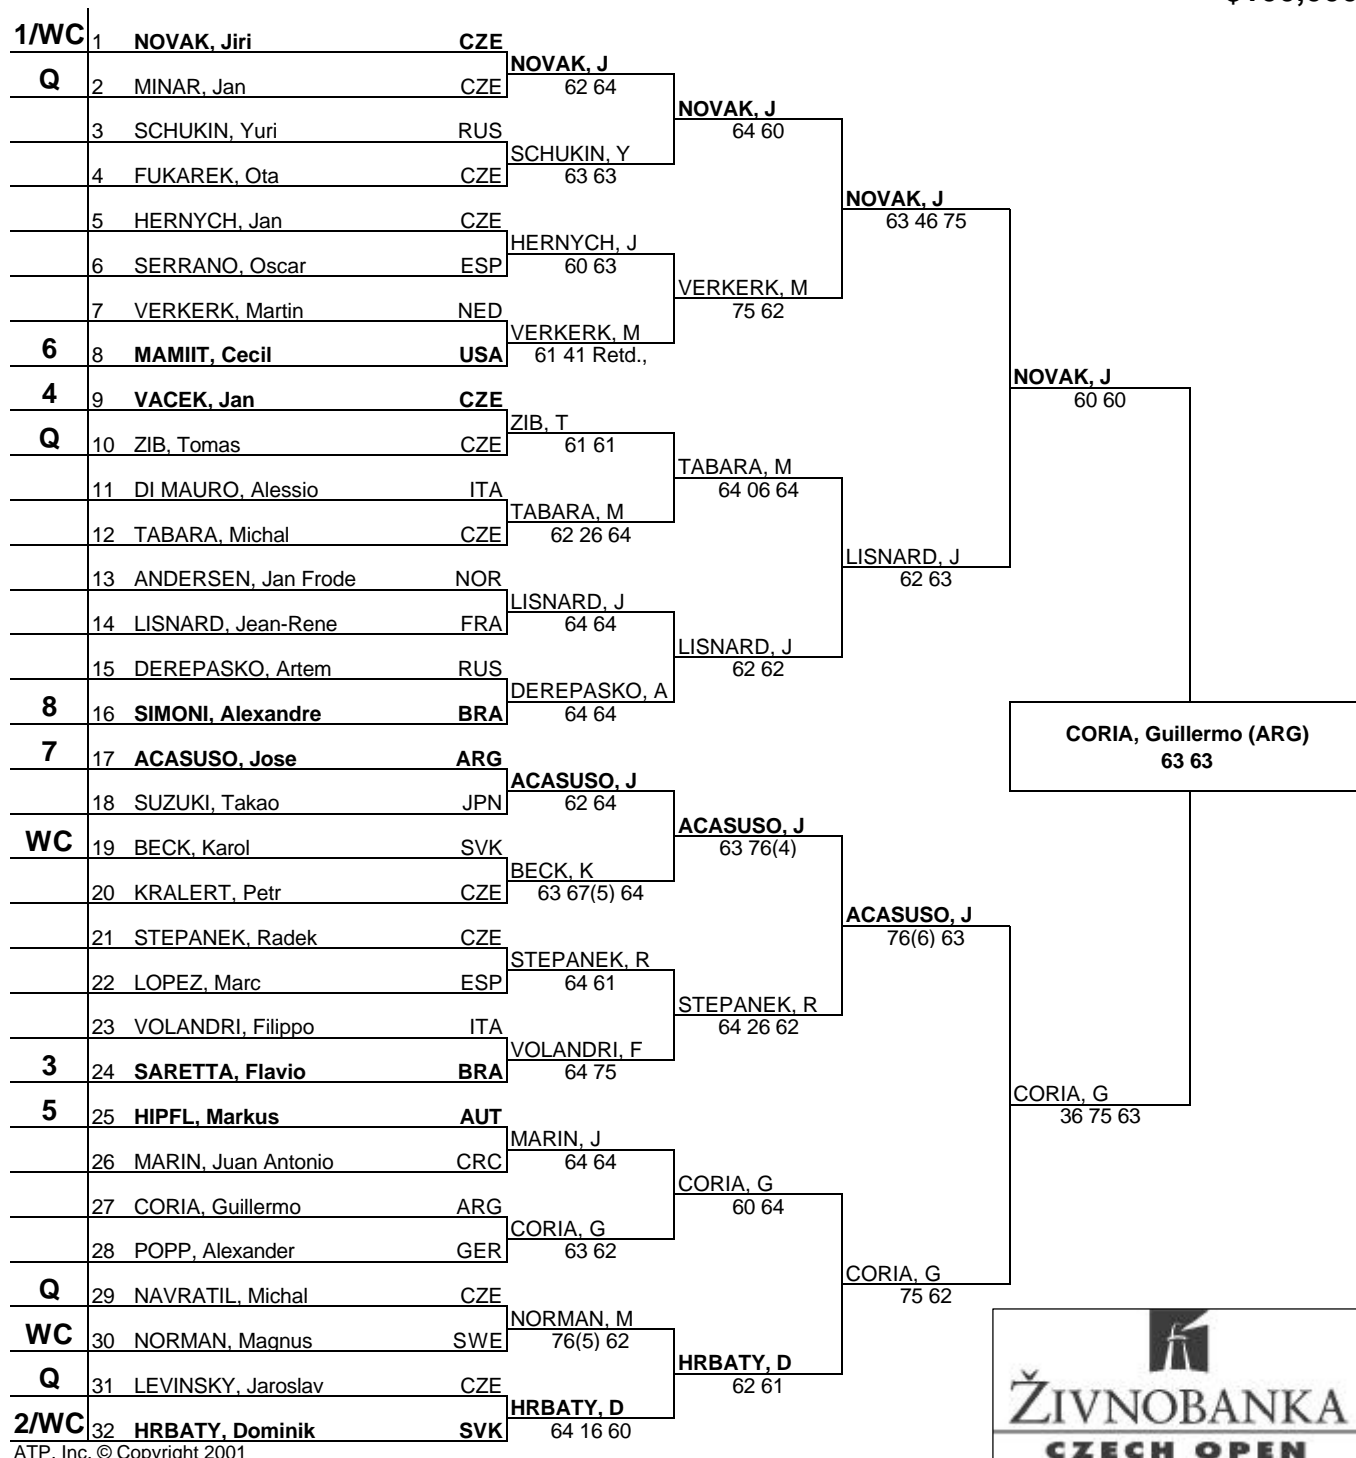 1/WC 1 NOVAK, Jiri CZE
NOVAK, J
Q 2 MINAR, Jan CZE 62 64
NOVAK, J
3 SCHUKIN, Yuri RUS 64 60
SCHUKIN, Y
4 FUKAREK, Ota CZE 63 63
NOVAK, J
5 HERNYCH, Jan CZE 63 46 75
HERNYCH, J
6 SERRANO, Oscar ESP 60 63
VERKERK, M
7 VERKERK, Martin NED 75 62
VERKERK, M
6 8 MAMIIT, Cecil USA 61 41 Retd.,
NOVAK, J
4 9 VACEK, Jan CZE 60 60
ZIB, T
Q 10 ZIB, Tomas CZE 61 61
TABARA, M
11 DI MAURO, Alessio ITA 64 06 64
TABARA, M
12 TABARA, Michal CZE 62 26 64
LISNARD, J
13 ANDERSEN, Jan Frode NOR 62 63
LISNARD, J
14 LISNARD, Jean-Rene FRA 64 64
LISNARD, J
15 DEREPASKO, Artem RUS 62 62
DEREPASKO, A
8 16 SIMONI, Alexandre BRA 64 64
CORIA, Guillermo (ARG)
7 17 ACASUSO, Jose ARG 63 63
ACASUSO, J
18 SUZUKI, Takao JPN 62 64
ACASUSO, J
WC 19 BECK, Karol SVK 63 76(4)
BECK, K
20 KRALERT, Petr CZE 63 67(5) 64
ACASUSO, J
21 STEPANEK, Radek CZE 76(6) 63
STEPANEK, R
22 LOPEZ, Marc ESP 64 61
STEPANEK, R
23 VOLANDRI, Filippo ITA 64 26 62
VOLANDRI, F
3 24 SARETTA, Flavio BRA 64 75
CORIA, G
5 25 HIPFL, Markus AUT 36 75 63
MARIN, J
26 MARIN, Juan Antonio CRC 64 64
CORIA, G
27 CORIA, Guillermo ARG 60 64
CORIA, G
28 POPP, Alexander GER 63 62
CORIA, G
Q 29 NAVRATIL, Michal CZE 75 62
NORMAN, M
WC 30 NORMAN, Magnus SWE 76(5) 62
HRBATY, D
Q 31 LEVINSKY, Jaroslav CZE 62 61
HRBATY, D
2/WC 32 HRBATY, Dominik SVK 64 16 60
ŽIVNOBANKA
CZECH OPEN
ATP, Inc. © Copyright 2001